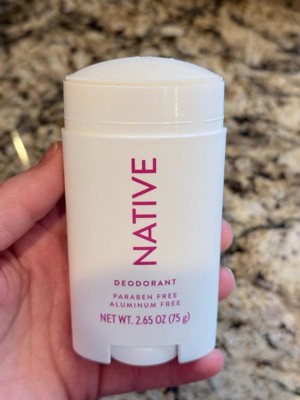 NATIVE
DEODORANT
PARABEN FREE
ALUMINUM FREE
NET WT. 2.65 OZ (75 g)